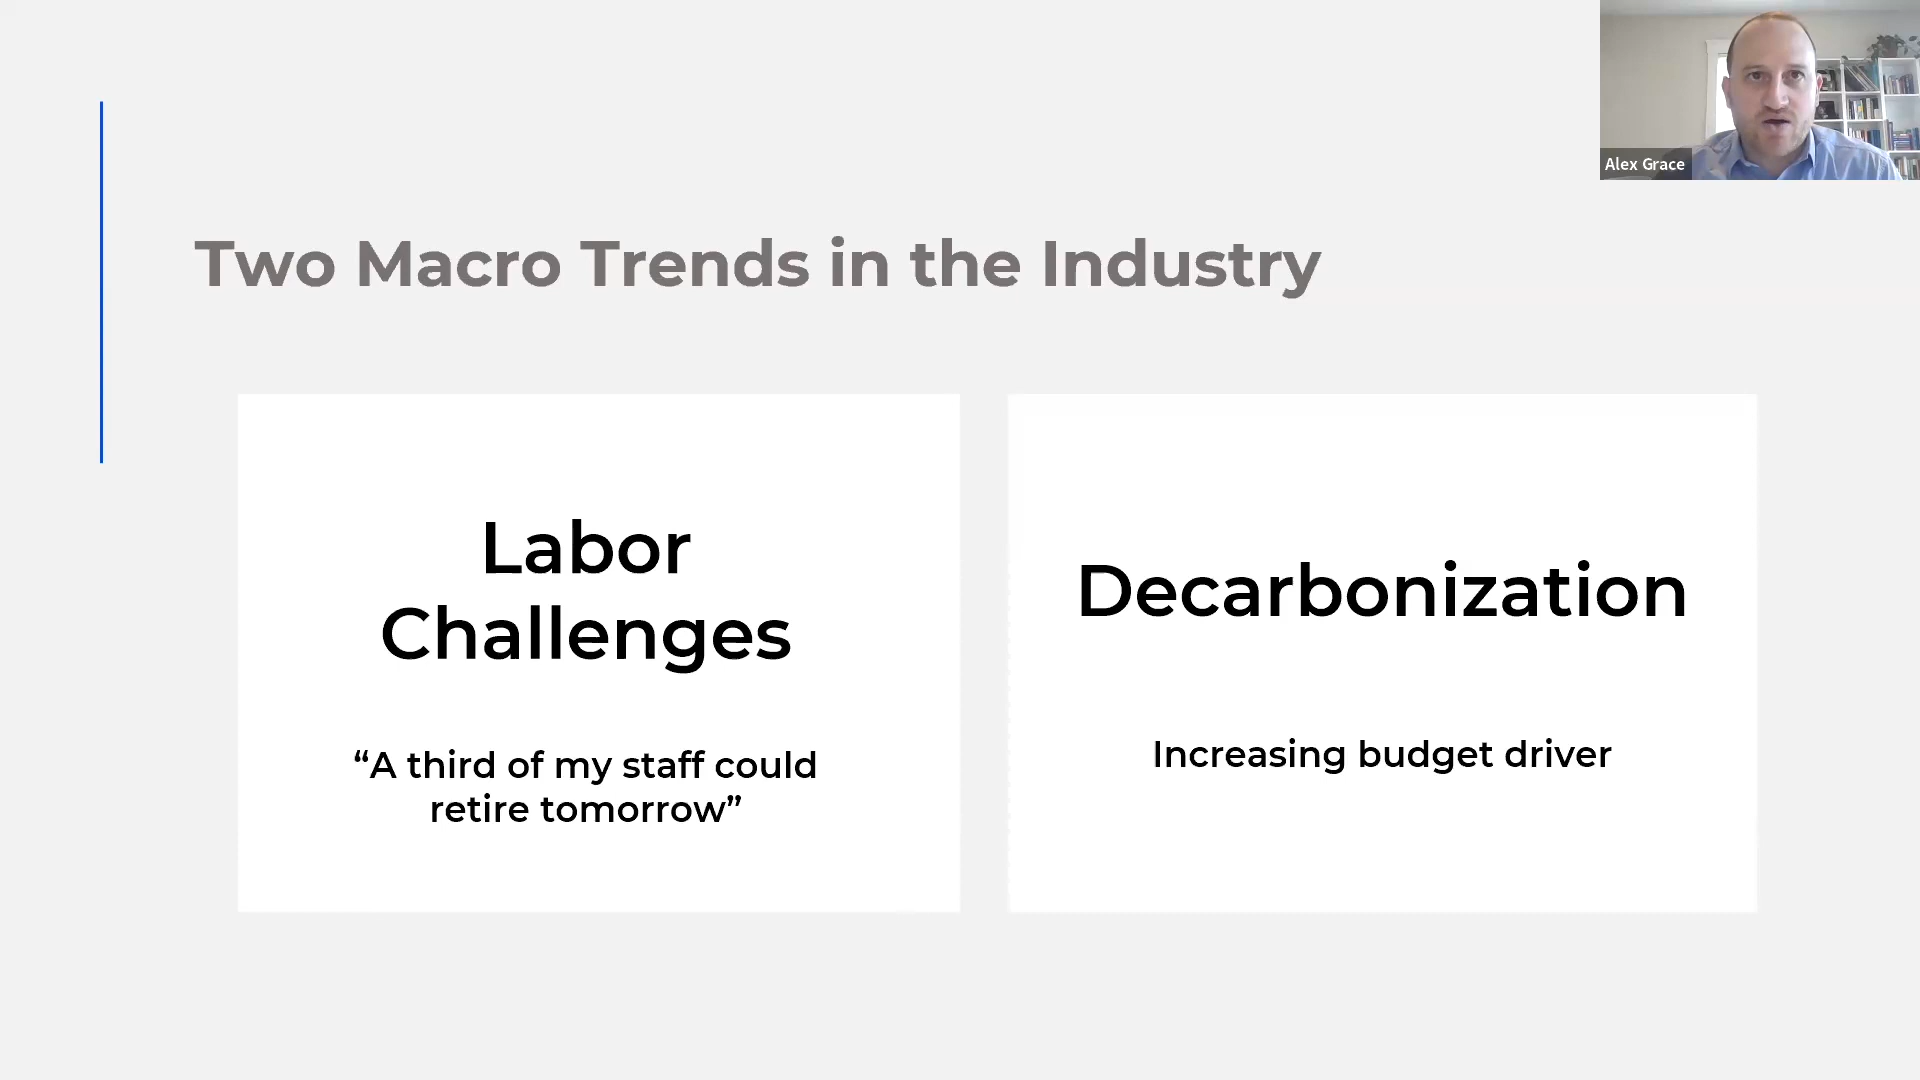 Alex Grace
Two Macro Trends in the Industry
Labor
Challenges
“A third of my staff could
retire tomorrow”
Decarbonization
Increasing budget driver